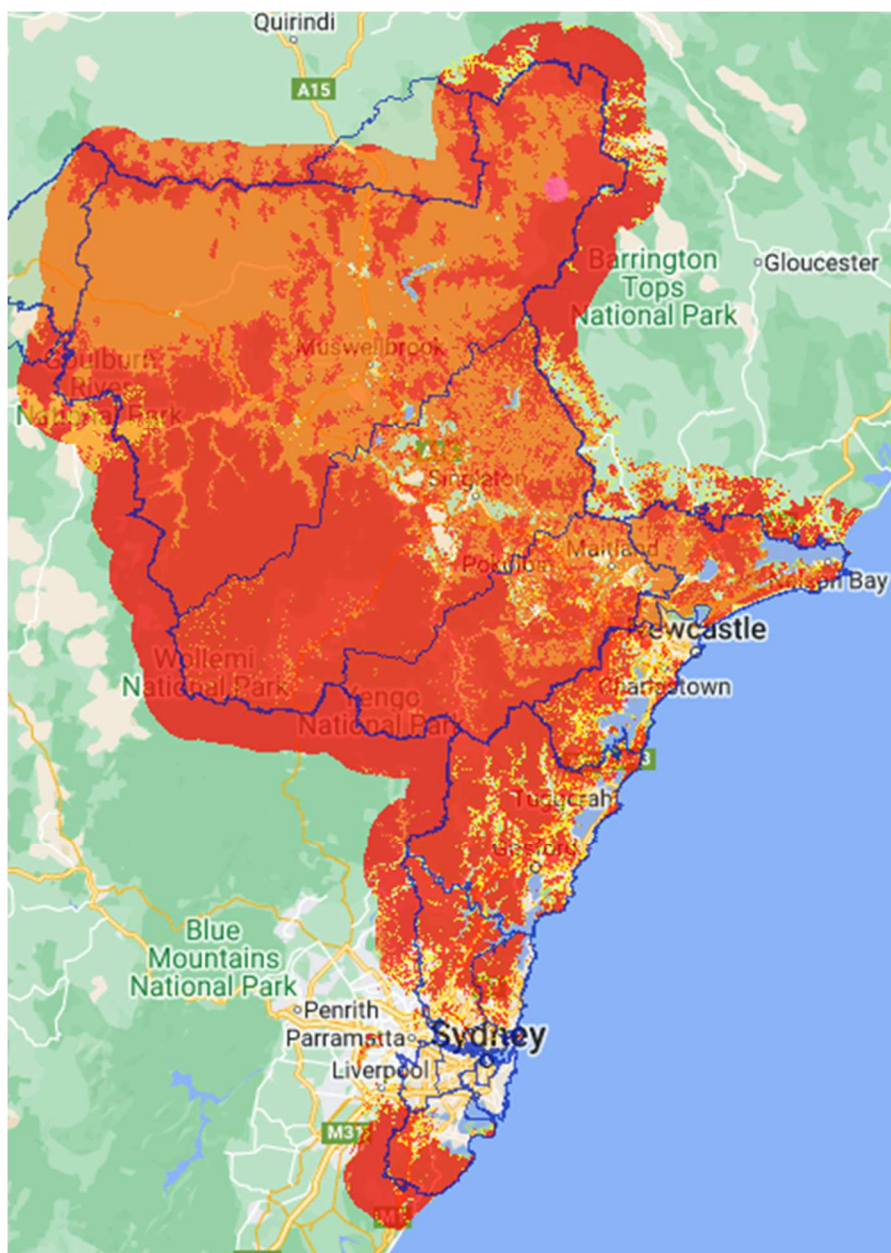 Quirindi
A15
Barrington
Tops
National Park
Gloucester
Muswellbrook
Goulburn
River
National Park
Singleton
Pokolbin
Maitland
Nelson Bay
Newcastle
Charlestown
Wollemi
National Park
Yengo
National Park
Tuggerah
Gosford
Blue
Mountains
National Park
Penrith
Parramatta
Sydney
Liverpool
M31